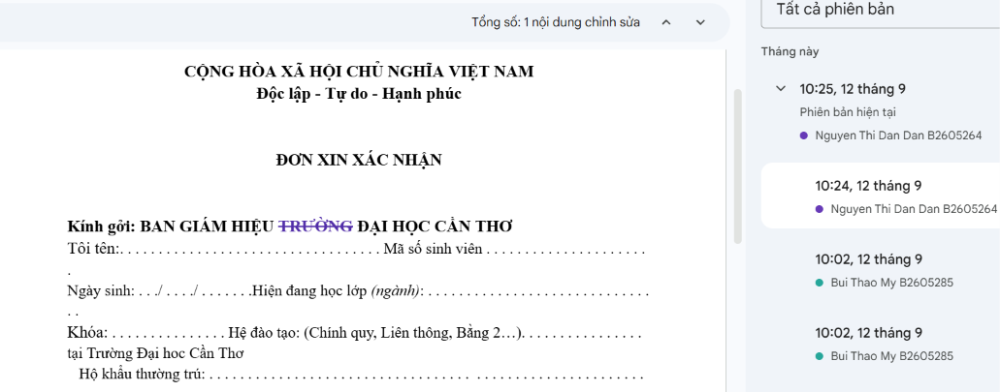 Tổng số: 1 nội dung chỉnh sửa
Tất cả phiên bản
Tháng này
10:25, 12 tháng 9
Phiên bản hiện tại
Nguyen Thi Dan Dan B2605264
10:24, 12 tháng 9
Nguyen Thi Dan Dan B2605264
10:02, 12 tháng 9
Bui Thao My B2605285
10:02, 12 tháng 9
Bui Thao My B2605285
CỘNG HÒA XÃ HỘI CHỦ NGHĨA VIỆT NAM
Độc lập - Tự do - Hạnh phúc
ĐƠN XIN XÁC NHẬN
Kính gởi: BAN GIÁM HIỆU TRƯỜNG ĐẠI HỌC CẦN THƠ
Tôi tên:. . . . . . . . . . . . . . . . . . . . . . . . . . . . . . . . . . Mã số sinh viên . . . . . . . . . . . . . . . . . . . . .
.
Ngày sinh: . . ./ . . . ./ . . . . . . .Hiện đang học lớp (ngành): . . . . . . . . . . . . . . . . . . . . . . . . . . . . .
. .
Khóa: . . . . . . . . . . . . . . . Hệ đào tạo: (Chính quy, Liên thông, Bằng 2…). . . . . . . . . . . . . . . .
tại Trường Đại hoc Cần Thơ
Hộ khẩu thường trú: . . . . . . . . . . . . . . . . . . . . . . . . . . . . . . . . . . . . . . . . . . . . . . . . . . . . . . . . .